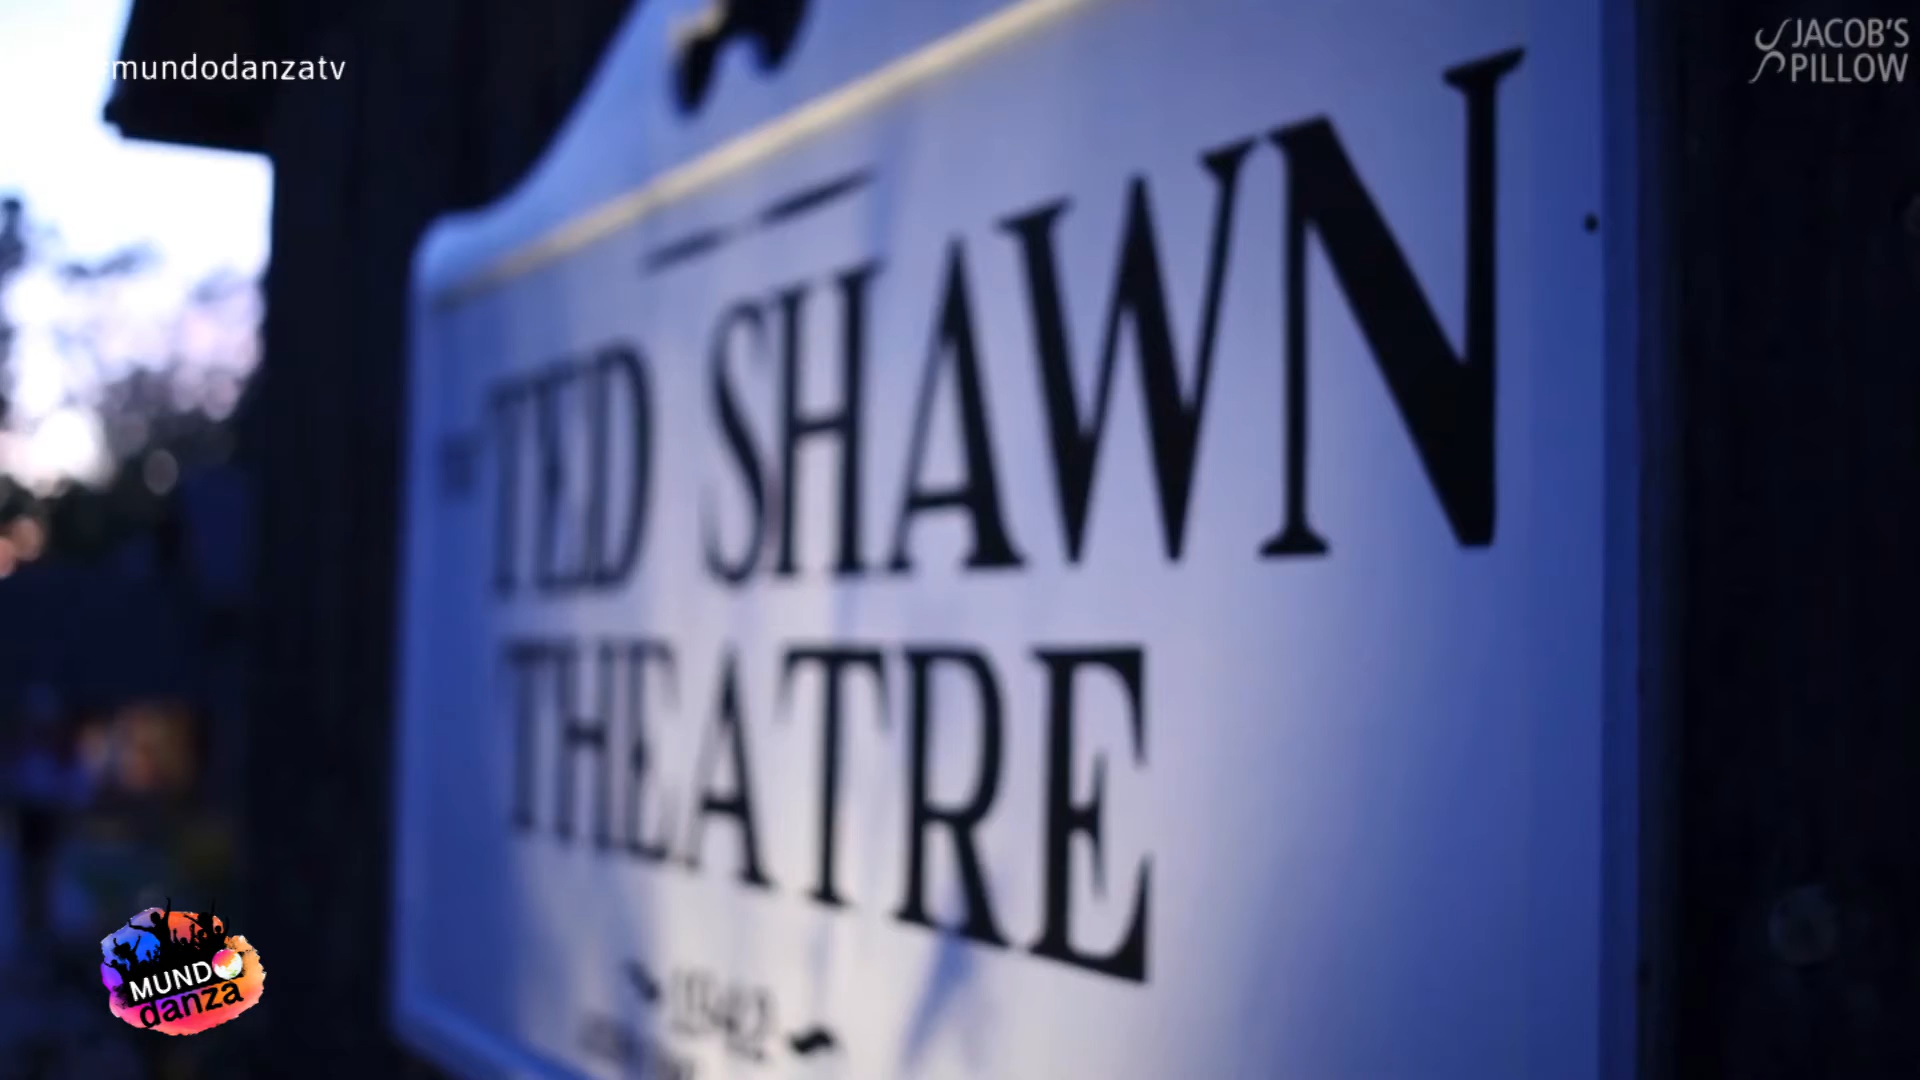 #mundodanzatv
JACOB'S
PILLOW
TED SHAWN
THEATRE
1942
MUNDO
danza